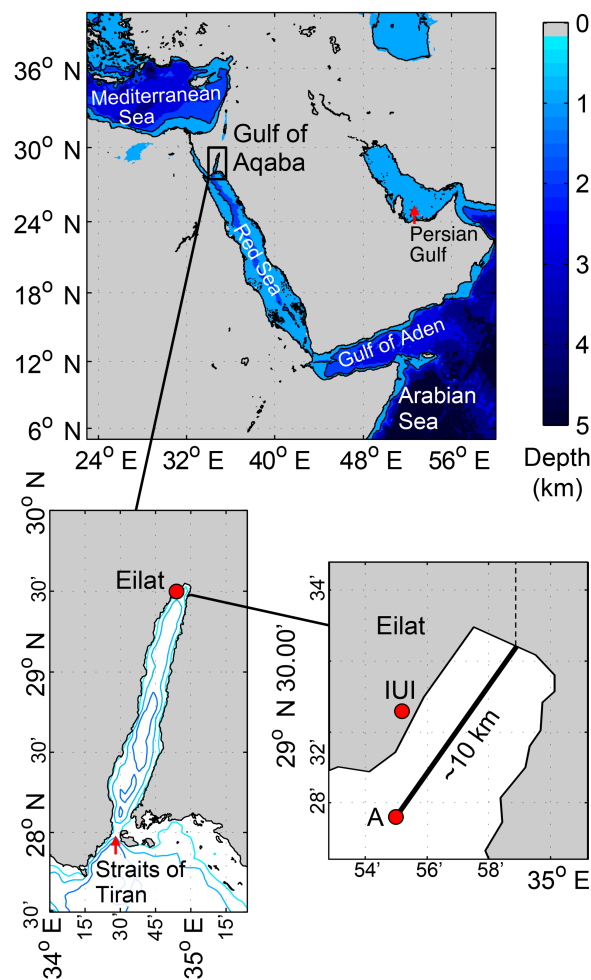 36° N
30° N
24° N
18° N
12° N
6° N
24° E
32° E
40° E
48° E
56° E
Mediterranean
Sea
Gulf of
Aqaba
Red Sea
Persian
Gulf
Gulf of Aden
Arabian
Sea
0
1
2
3
4
5
Depth
(km)
30° N
30'
29° N
30'
28° N
30'
34° E
15'
30'
45'
35° E
15'
Eilat
Straits of
Tiran
34'
29° N 30.00'
32'
28'
54'
56'
58'
35° E
Eilat
IUI
~10 km
A